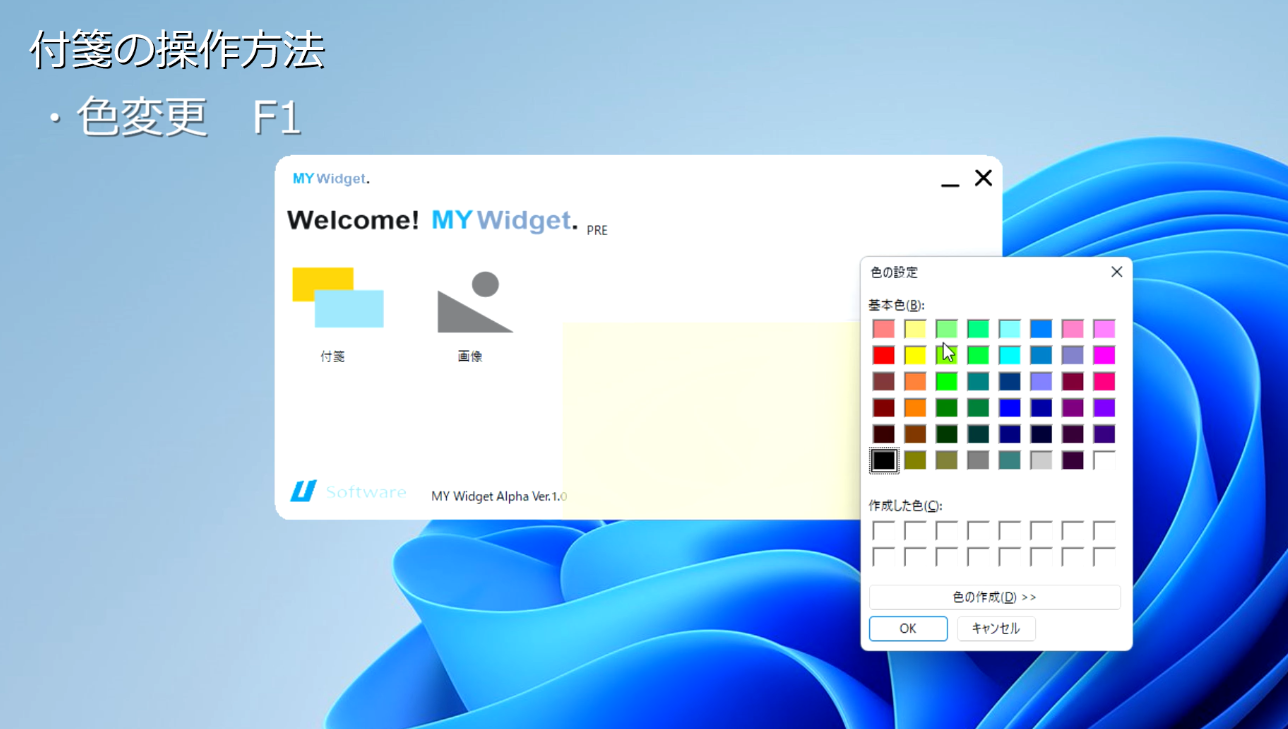 付箋の操作方法
・色変更　F1
MY Widget.
Welcome! MY Widget. PRE
付箋
画像
Software
MY Widget Alpha Ver.1.0
色の設定
基本色(B):
作成した色(C):
色の作成(D) >>
OK
キャンセル